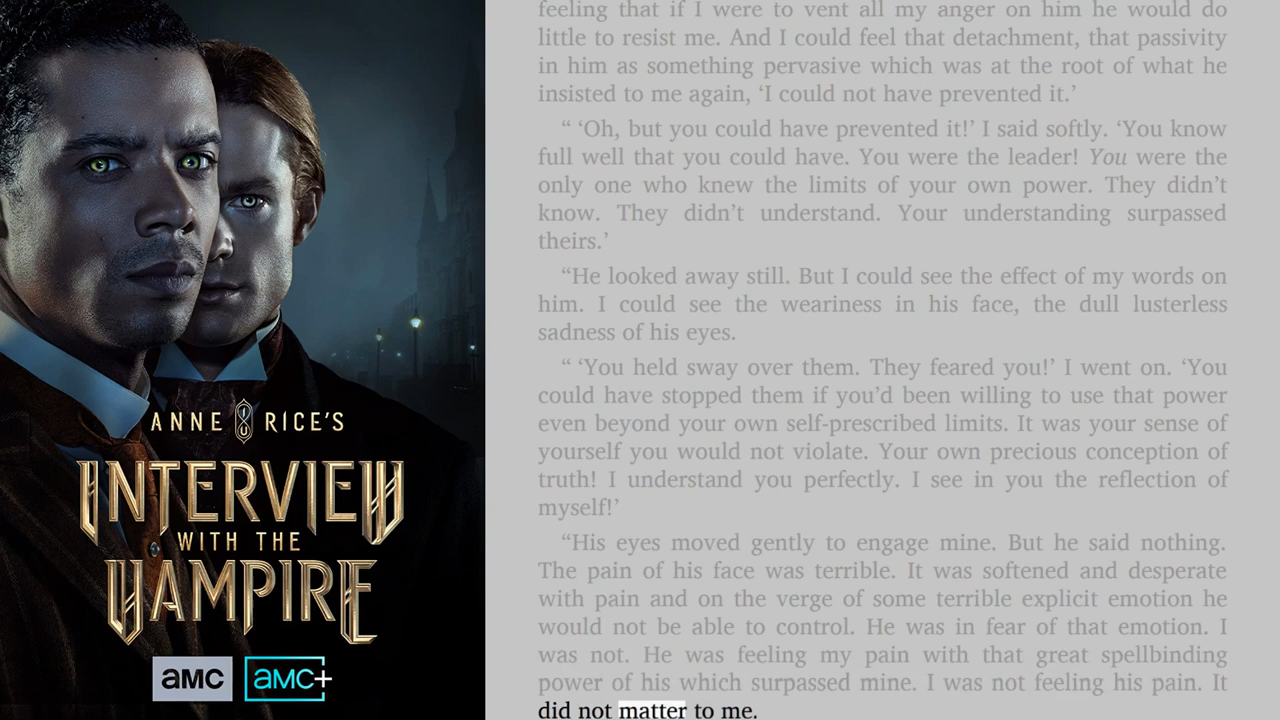 ANNE RICE'S
INTERVIEW
WITH THE
VAMPIRE
aMC
aMC+
feeling that if I were to vent all my anger on him he would do
little to resist me. And I could feel that detachment, that passivity
in him as something pervasive which was at the root of what he
insisted to me again, ‘I could not have prevented it.’
“ ‘Oh, but you could have prevented it!’ I said softly. ‘You know
full well that you could have. You were the leader! You were the
only one who knew the limits of your own power. They didn’t
know. They didn’t understand. Your understanding surpassed
theirs.’
“He looked away still. But I could see the effect of my words on
him. I could see the weariness in his face, the dull lusterless
sadness of his eyes.
“ ‘You held sway over them. They feared you!’ I went on. ‘You
could have stopped them if you’d been willing to use that power
even beyond your own self-prescribed limits. It was your sense of
yourself you would not violate. Your own precious conception of
truth! I understand you perfectly. I see in you the reflection of
myself!’
“His eyes moved gently to engage mine. But he said nothing.
The pain of his face was terrible. It was softened and desperate
with pain and on the verge of some terrible explicit emotion he
would not be able to control. He was in fear of that emotion. I
was not. He was feeling my pain with that great spellbinding
power of his which surpassed mine. I was not feeling his pain. It
did not matter to me.